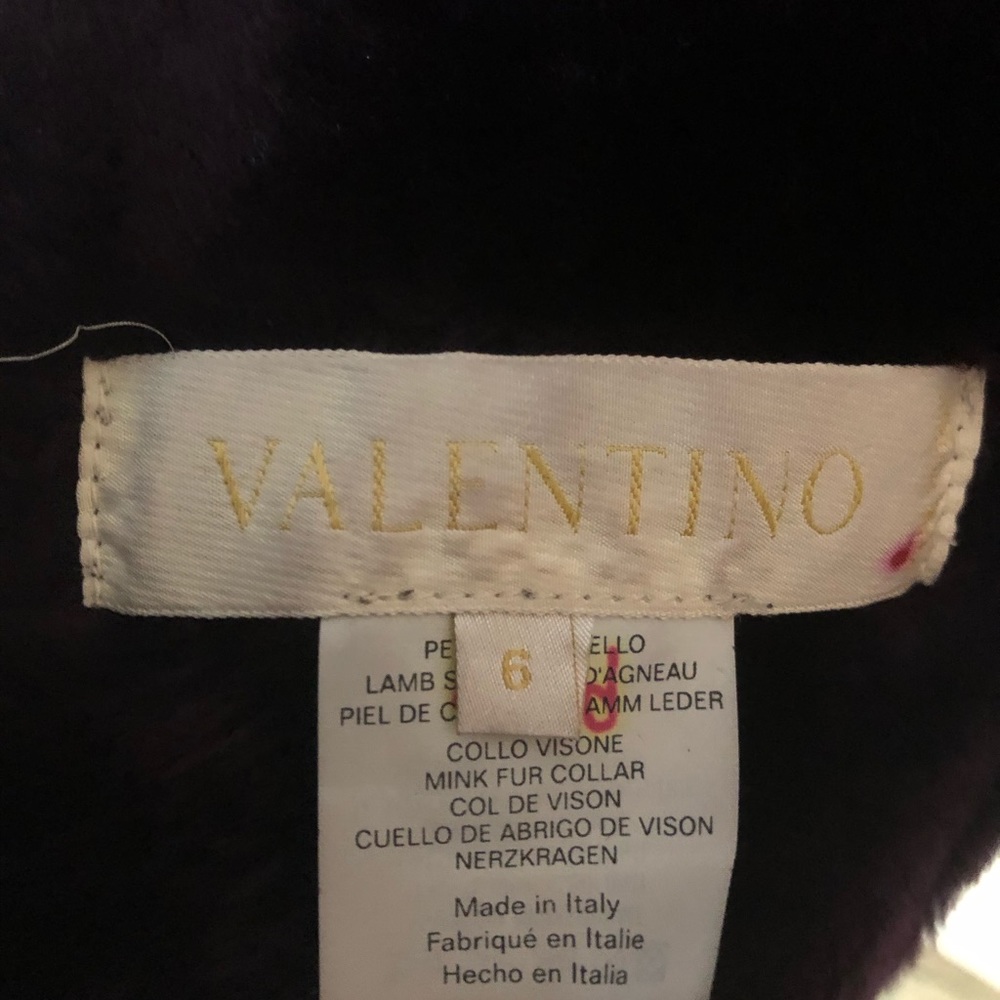 VALENTINO
6
PE ELLO
LAMB S D'AGNEAU
PIEL DE C AMM LEDER
COLLO VISONE
MINK FUR COLLAR
COL DE VISON
CUELLO DE ABRIGO DE VISON
NERZKRAGEN
Made in Italy
Fabriqué en Italie
Hecho en Italia